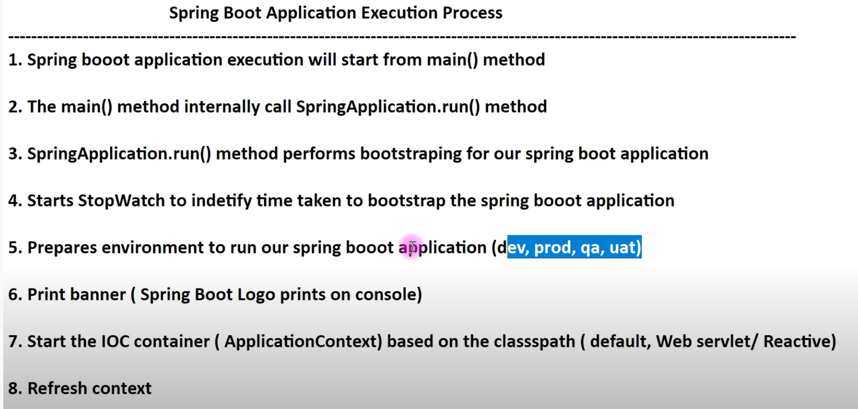 Spring Boot Application Execution Process
---------------------------------------------------------------------------------------------------------------------------
1. Spring booot application execution will start from main() method
2. The main() method internally call SpringApplication.run() method
3. SpringApplication.run() method performs bootstraping for our spring boot application
4. Starts StopWatch to indetify time taken to bootstrap the spring booot application
5. Prepares environment to run our spring booot application (dev, prod, qa, uat)
6. Print banner ( Spring Boot Logo prints on console)
7. Start the IOC container ( ApplicationContext) based on the classspath ( default, Web servlet/ Reactive)
8. Refresh context